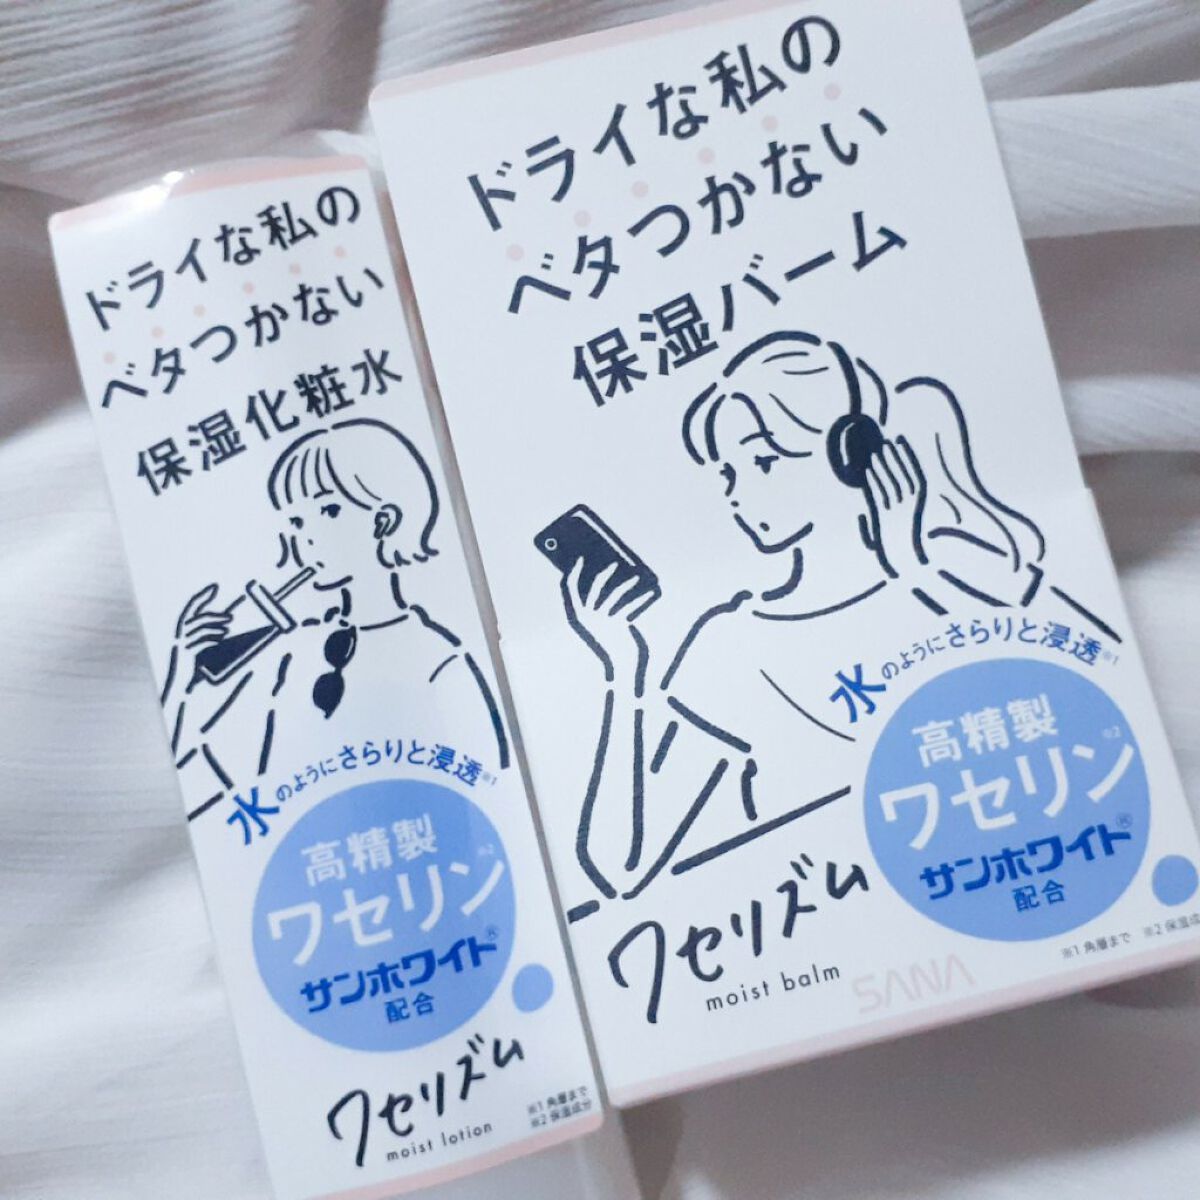 ドライな私の
ベタつかない
保湿化粧水
水のようにさらりと浸透※1
高精製
ワセリン※2
サンホワイト®
配合
ワセリズム
moist lotion
※1 角層まで
※2 保湿成分
ドライな私の
ベタつかない
保湿バーム
水のようにさらりと浸透※1
高精製
ワセリン※2
サンホワイト®
配合
ワセリズム
moist balm
SANA
※1 角層まで ※2 保湿成